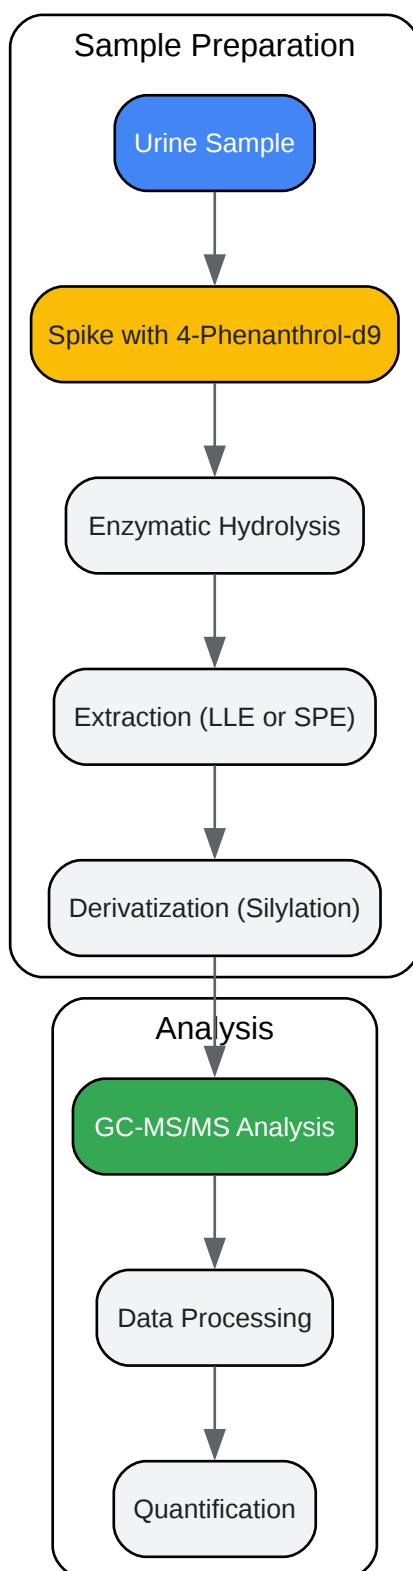 Sample Preparation
Urine Sample
Spike with 4-Phenanthrol-d9
Enzymatic Hydrolysis
Extraction (LLE or SPE)
Derivatization (Silylation)
Analysis
GC-MS/MS Analysis
Data Processing
Quantification